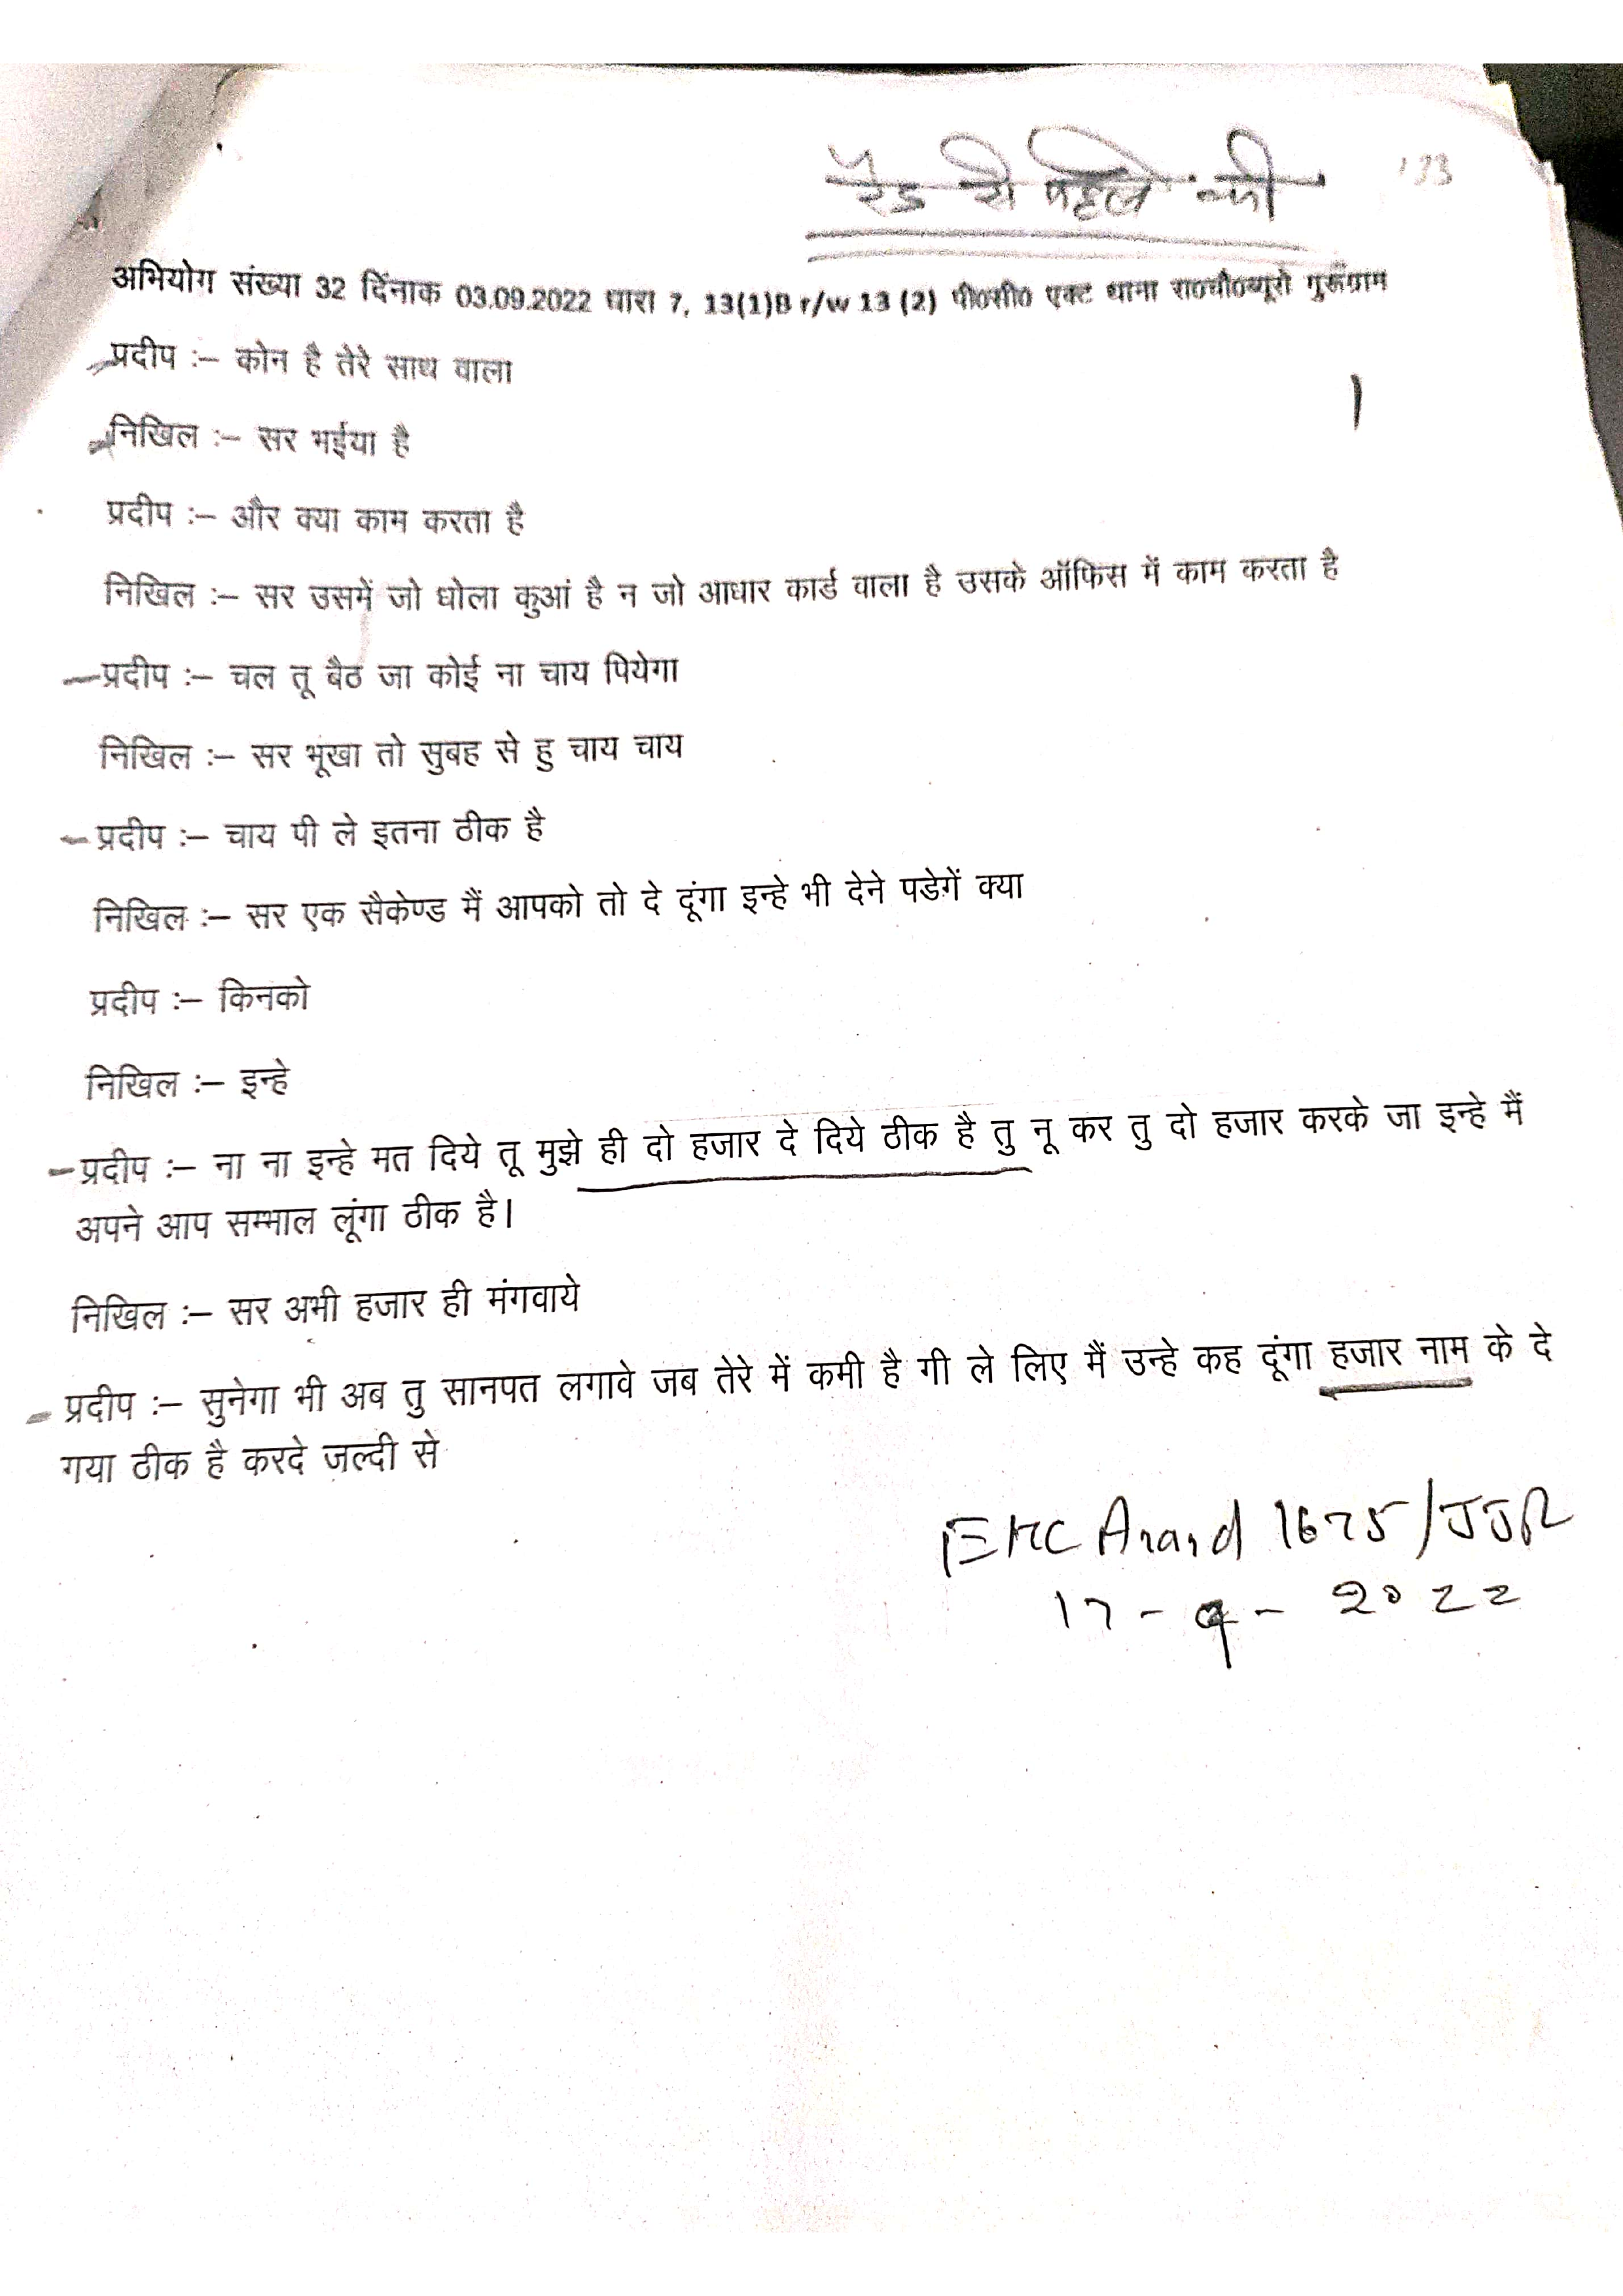 रैड से पहले की
133
अभियोग संख्या 32 दिंनाक 03.09.2022 धारा 7, 13(1)B r/w 13 (2) पी०सी० एक्ट थाना रा०चौ०ब्यूरो गुरूग्राम
1
प्रदीप :– कोन है तेरे साथ वाला
निखिल :– सर भईया है
प्रदीप :– और क्या काम करता है
निखिल :– सर उसमें जो धोला कुआं है न जो आधार कार्ड वाला है उसके ऑफिस में काम करता है
प्रदीप :– चल तू बैठ जा कोई ना चाय पियेगा
निखिल :– सर भूखा तो सुबह से हु चाय चाय
प्रदीप :– चाय पी ले इतना ठीक है
निखिल :– सर एक सैकेण्ड मैं आपको तो दे दूंगा इन्हे भी देने पडेगें क्या
प्रदीप :– किनको
निखिल :– इन्हे
प्रदीप :– ना ना इन्हे मत दिये तू मुझे ही दो हजार दे दिये ठीक है तु नू कर तु दो हजार करके जा इन्हे मैं
अपने आप सम्भाल लूंगा ठीक है।
निखिल :– सर अभी हजार ही मंगवाये
प्रदीप :– सुनेगा भी अब तु सानपत लगावे जब तेरे में कमी है गी ले लिए मैं उन्हे कह दूंगा हजार नाम के दे
गया ठीक है करदे जल्दी से
Anand 1675/JJR
17-9-2022